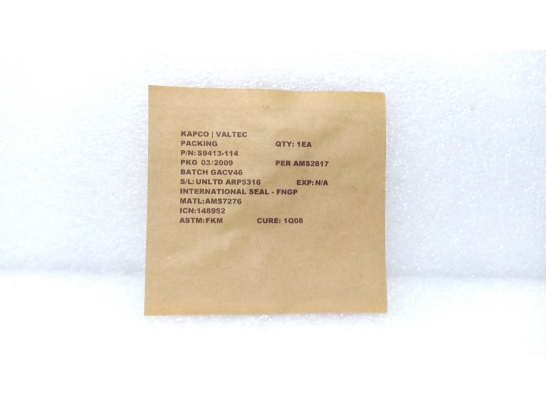 KAPCO | VALTEC
PACKING QTY: 1EA
P/N: S9413-114
PKG 03/2009 PER AMS2817
BATCH GACV46
S/L: UNLTD ARP5316 EXP: N/A
INTERNATIONAL SEAL - FNGP
MATL: AMS7276
ICN: 148952
ASTM: FKM CURE: 1Q08